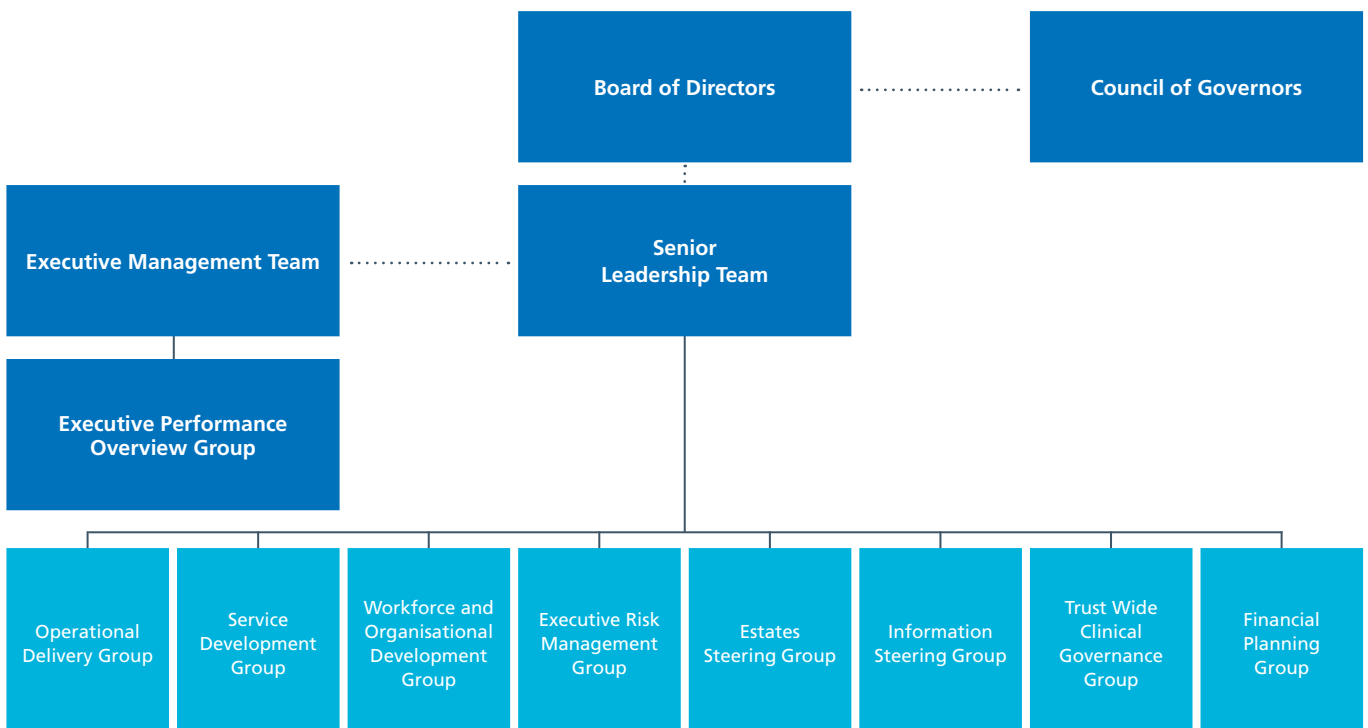 Board of Directors
Council of Governors
Executive Management Team
Senior
Leadership Team
Executive Performance
Overview Group
Operational
Delivery Group
Service
Development
Group
Workforce and
Organisational
Development
Group
Executive Risk
Management
Group
Estates
Steering Group
Information
Steering Group
Trust Wide
Clinical
Governance
Group
Financial
Planning
Group